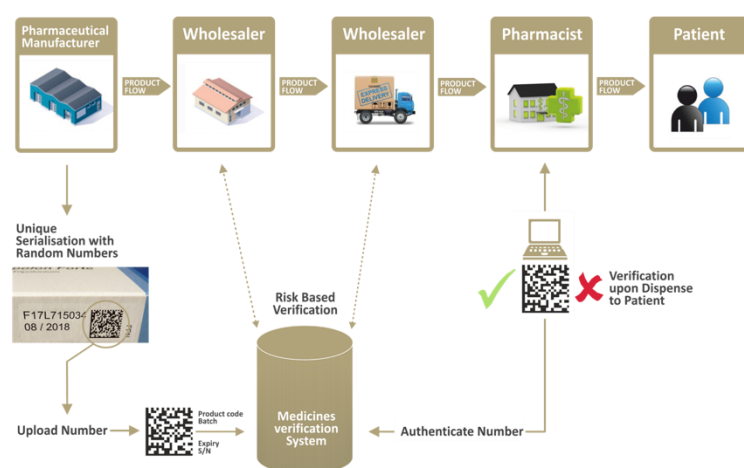 Pharmaceutical
Manufacturer
Wholesaler
Wholesaler
Pharmacist
Patient
PRODUCT
FLOW
PRODUCT
FLOW
PRODUCT
FLOW
PRODUCT
FLOW
EXPRESS
DELIVERY
Unique
Serialisation with
Random Numbers
F17L715034
08 / 2018
Risk Based
Verification
Verification
upon Dispense
to Patient
Upload Number
Product code
Batch
Expiry
S/N
Medicines
verification
System
Authenticate Number